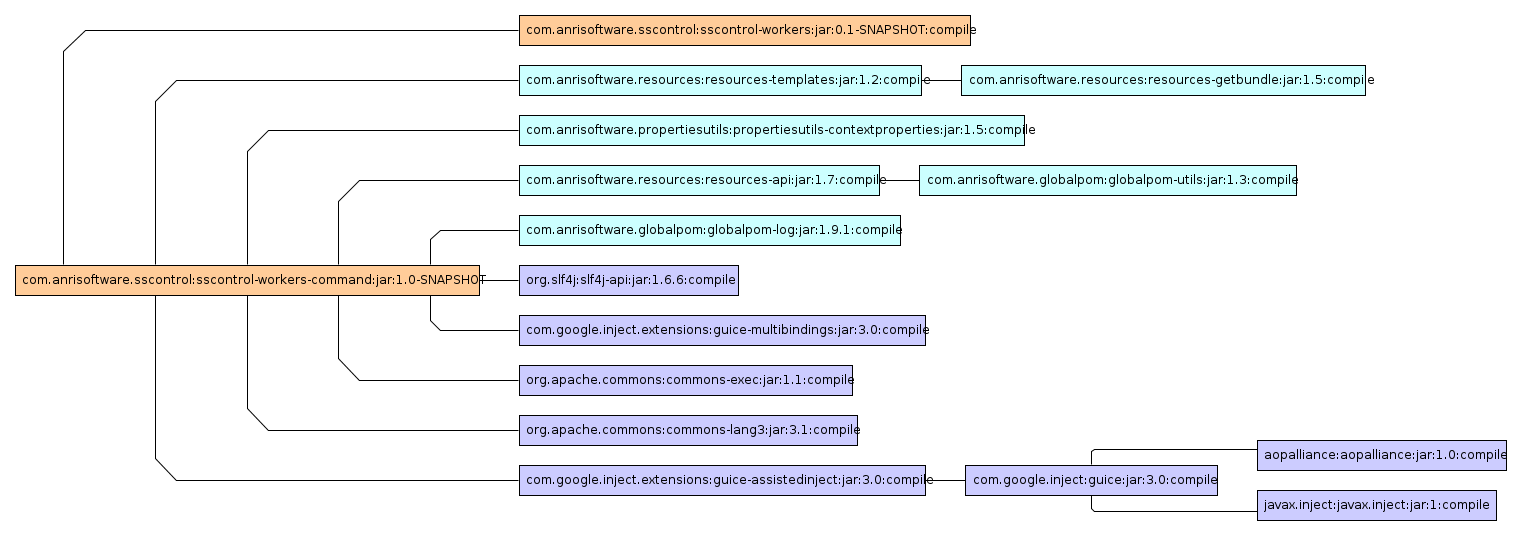 com.anrisoftware.sscontrol:sscontrol-workers:jar:0.1-SNAPSHOT:compile
com.anrisoftware.resources:resources-templates:jar:1.2:compile
com.anrisoftware.resources:resources-getbundle:jar:1.5:compile
com.anrisoftware.propertiesutils:propertiesutils-contextproperties:jar:1.5:compile
com.anrisoftware.resources:resources-api:jar:1.7:compile
com.anrisoftware.globalpom:globalpom-utils:jar:1.3:compile
com.anrisoftware.globalpom:globalpom-log:jar:1.9.1:compile
com.anrisoftware.sscontrol:sscontrol-workers-command:jar:1.0-SNAPSHOT
org.slf4j:slf4j-api:jar:1.6.6:compile
com.google.inject.extensions:guice-multibindings:jar:3.0:compile
org.apache.commons:commons-exec:jar:1.1:compile
org.apache.commons:commons-lang3:jar:3.1:compile
com.google.inject.extensions:guice-assistedinject:jar:3.0:compile
com.google.inject:guice:jar:3.0:compile
aopalliance:aopalliance:jar:1.0:compile
javax.inject:javax.inject:jar:1:compile